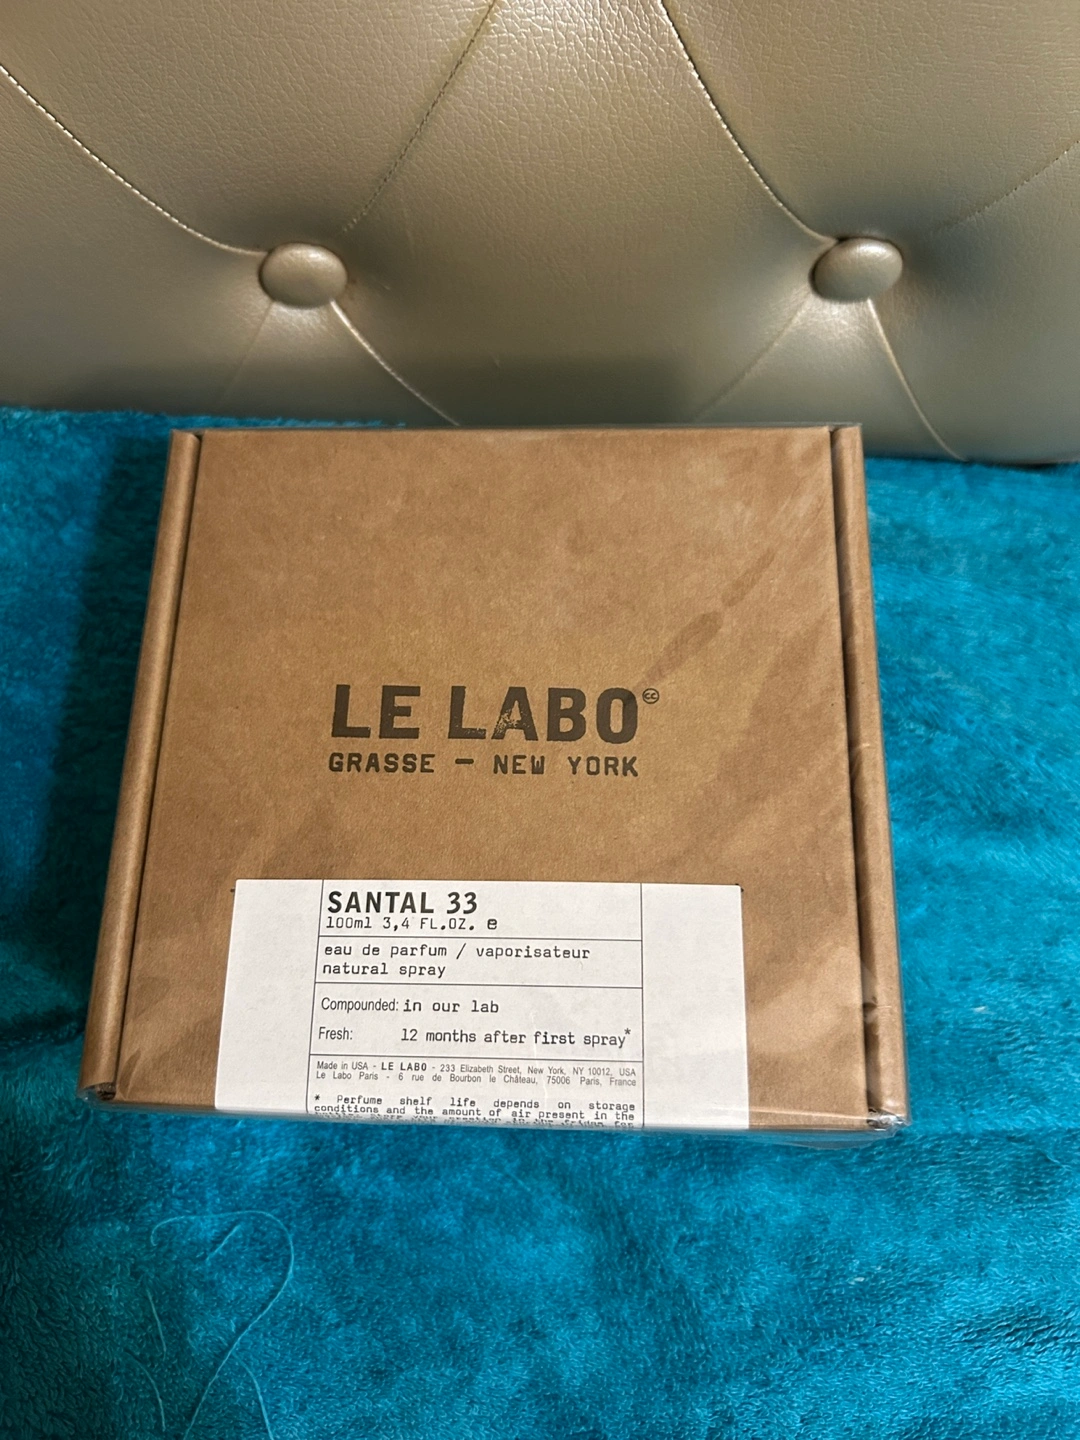 LE LABO
GRASSE — NEW YORK
SANTAL 33
100ml 3,4 FL.OZ. e
eau de parfum / vaporisateur
natural spray
Compounded: in our lab
Fresh: 12 months after first spray*
Made in USA - LE LABO - 233 Elizabeth Street, New York, NY 10012, USA
Le Labo Paris - 6 rue de Bourbon le Château, 75006 Paris, France
* Perfume shelf life depends on storage
conditions and the amount of air present in the